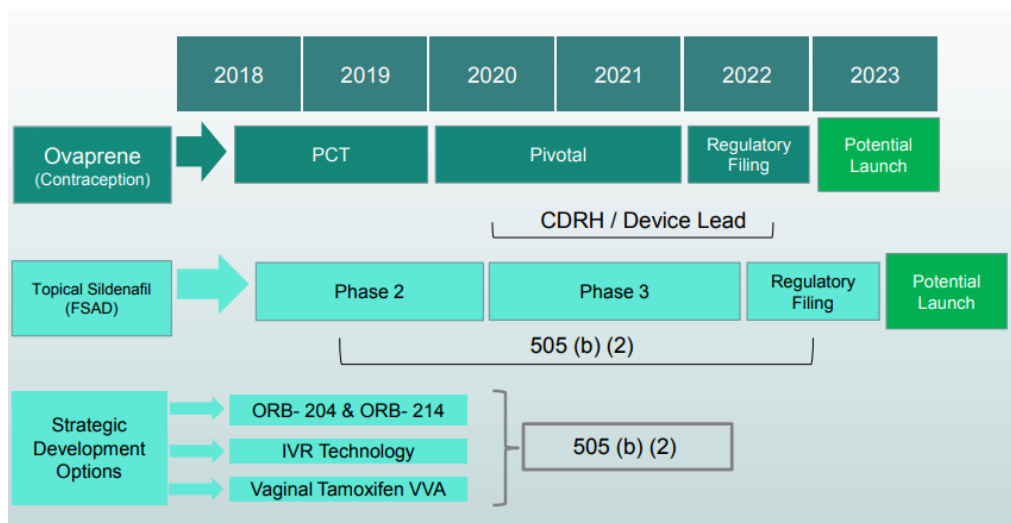 2018 2019 2020 2021 2022 2023
Ovaprene
(Contraception)
PCT
Pivotal
Regulatory
Filing
Potential
Launch
CDRH / Device Lead
Topical Sildenafil
(FSAD)
Phase 2
Phase 3
Regulatory
Filing
Potential
Launch
505 (b) (2)
Strategic
Development
Options
ORB- 204 & ORB- 214
IVR Technology
Vaginal Tamoxifen VVA
505 (b) (2)